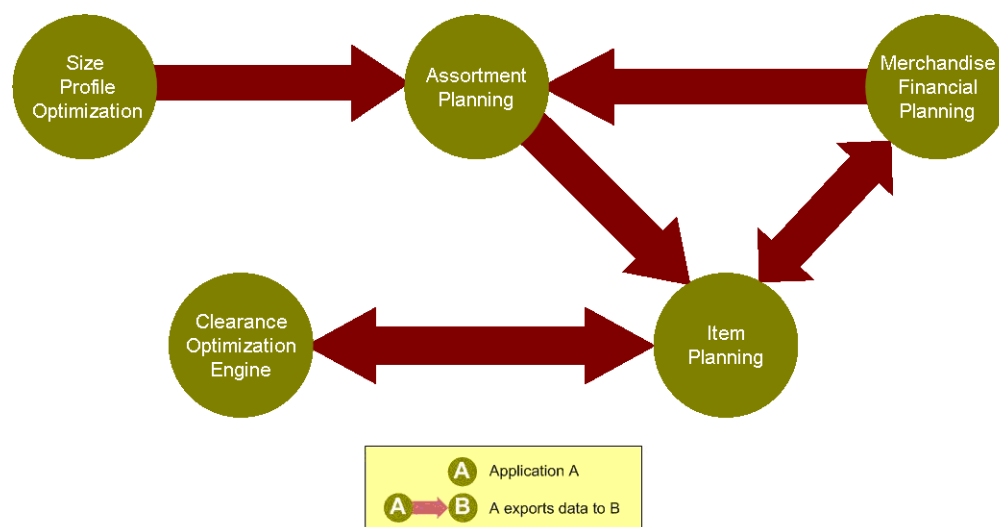 Size
Profile
Optimization
Assortment
Planning
Merchandise
Financial
Planning
Clearance
Optimization
Engine
Item
Planning
A Application A
A B A exports data to B